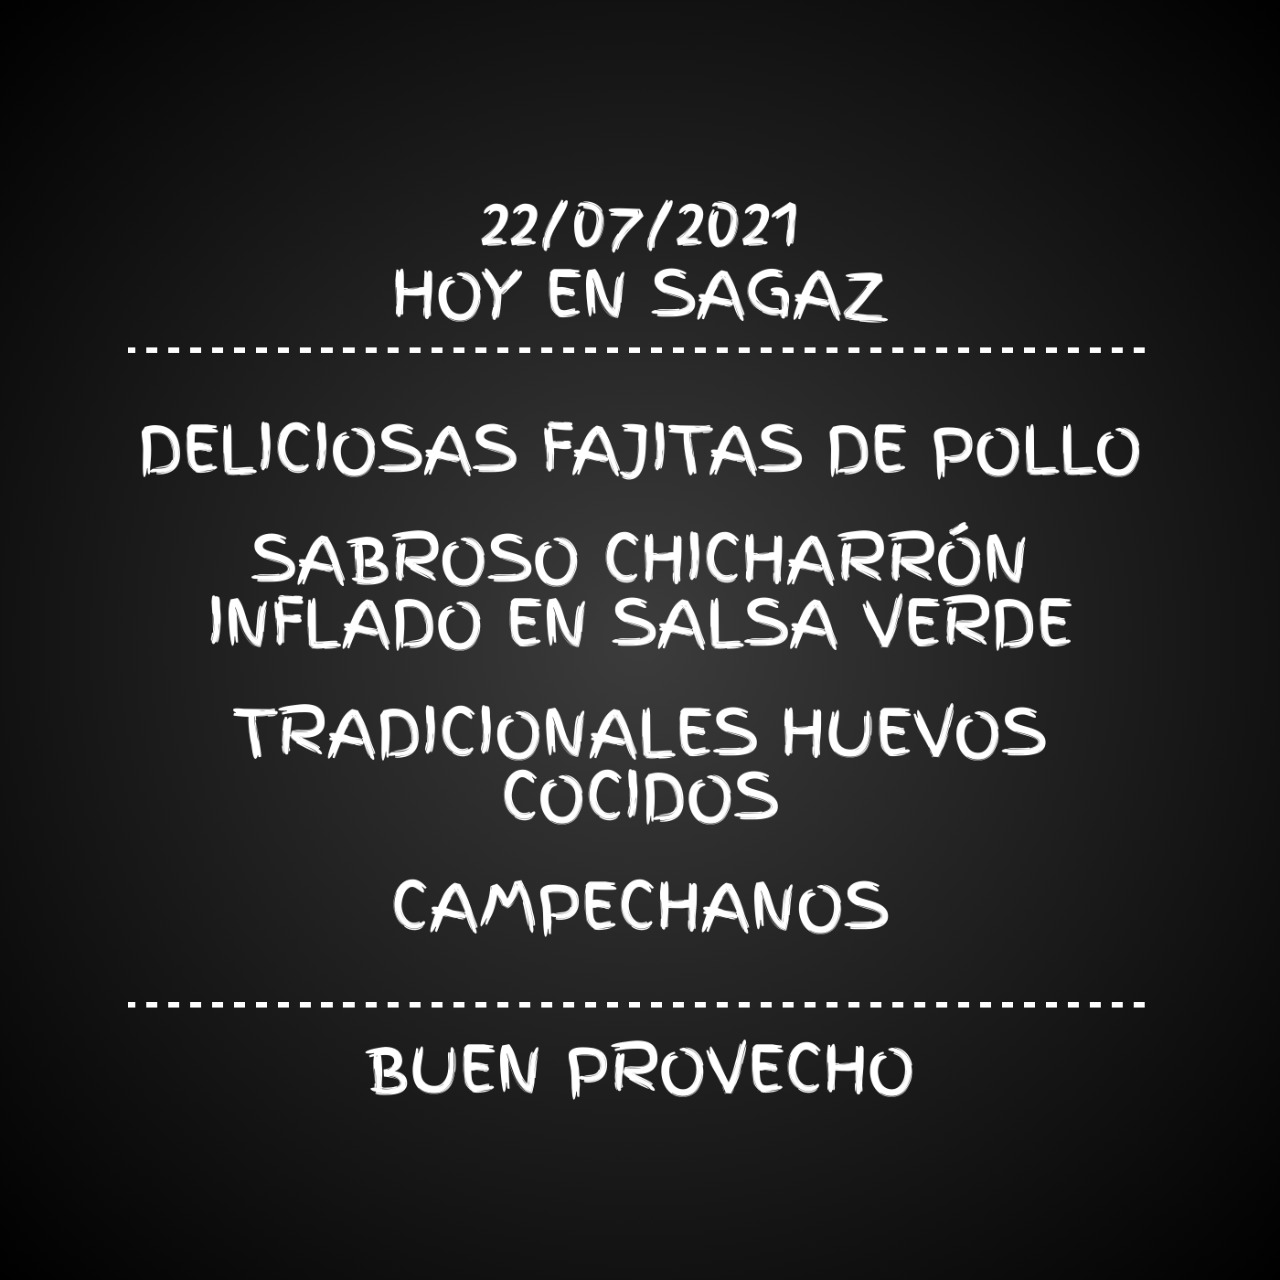 22/07/2021
HOY EN SAGAZ
DELICIOSAS FAJITAS DE POLLO
SABROSO CHICHARRÓN
INFLADO EN SALSA VERDE
TRADICIONALES HUEVOS
COCIDOS
CAMPECHANOS
BUEN PROVECHO